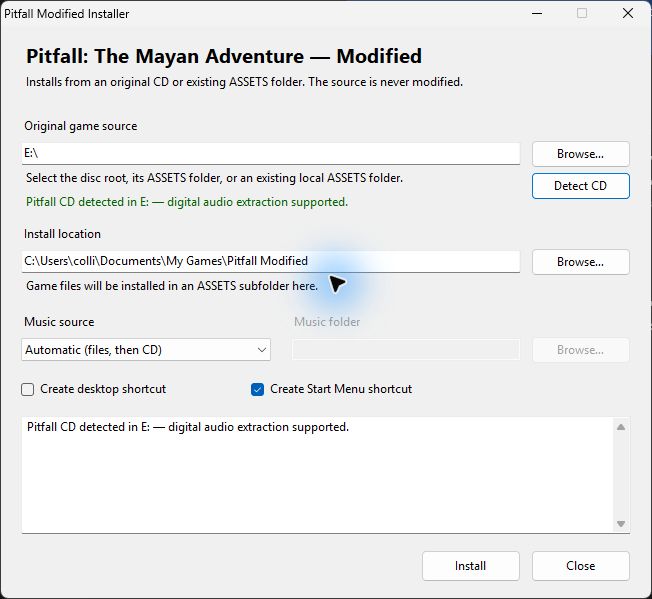 Pitfall Modified Installer
Pitfall: The Mayan Adventure — Modified
Installs from an original CD or existing ASSETS folder. The source is never modified.
Original game source
E:\
Browse...
Select the disc root, its ASSETS folder, or an existing local ASSETS folder.
Detect CD
Pitfall CD detected in E: — digital audio extraction supported.
Install location
C:\Users\colli\Documents\My Games\Pitfall Modified
Browse...
Game files will be installed in an ASSETS subfolder here.
Music source
Music folder
Automatic (files, then CD)
Browse...
Create desktop shortcut
Create Start Menu shortcut
Pitfall CD detected in E: — digital audio extraction supported.
Install
Close